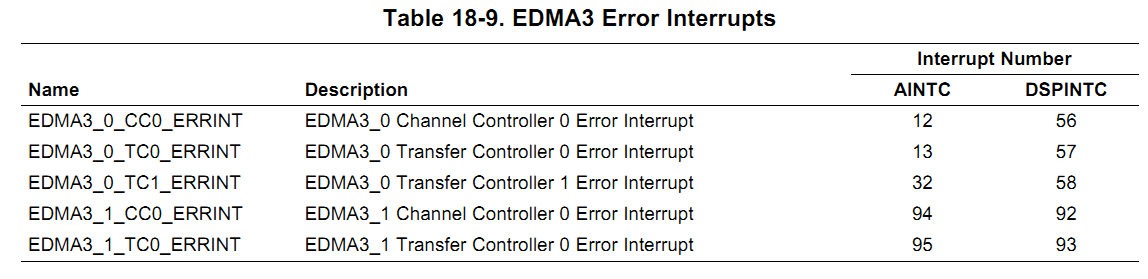 Table 18-9. EDMA3 Error Interrupts
Interrupt Number
Name Description AINTC DSPINTC
EDMA3_0_CC0_ERRINT EDMA3_0 Channel Controller 0 Error Interrupt 12 56
EDMA3_0_TC0_ERRINT EDMA3_0 Transfer Controller 0 Error Interrupt 13 57
EDMA3_0_TC1_ERRINT EDMA3_0 Transfer Controller 1 Error Interrupt 32 58
EDMA3_1_CC0_ERRINT EDMA3_1 Channel Controller 0 Error Interrupt 94 92
EDMA3_1_TC0_ERRINT EDMA3_1 Transfer Controller 0 Error Interrupt 95 93